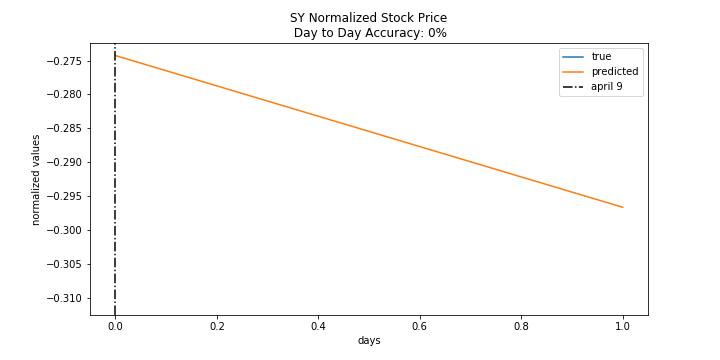 SY Normalized Stock Price
Day to Day Accuracy: 0%
true
predicted
april 9
normalized values
−0.275
−0.280
−0.285
−0.290
−0.295
−0.300
−0.305
−0.310
0.0
0.2
0.4
0.6
0.8
1.0
days